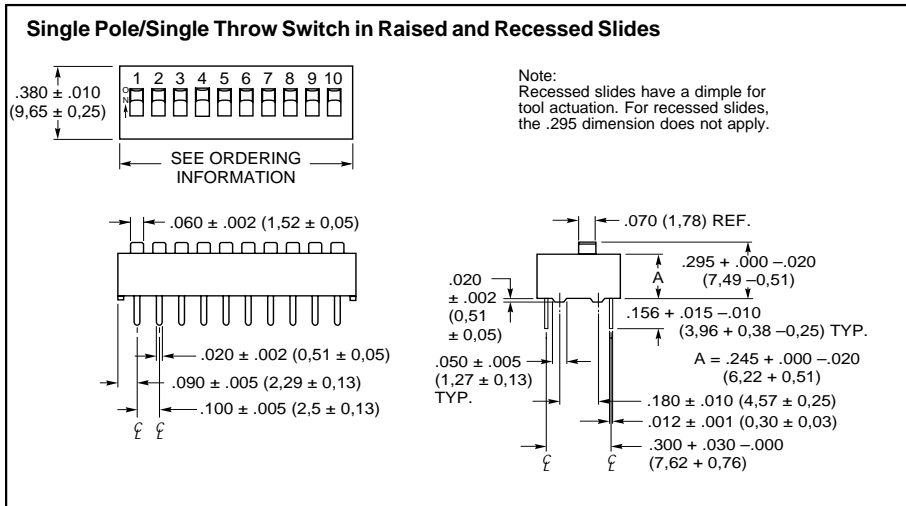 Single Pole/Single Throw Switch in Raised and Recessed Slides
.380 ± .010
(9,65 ± 0,25)
1 2 3 4 5 6 7 8 9 10
O
N
SEE ORDERING
INFORMATION
Note:
Recessed slides have a dimple for
tool actuation. For recessed slides,
the .295 dimension does not apply.
.060 ± .002 (1,52 ± 0,05)
.020 ± .002 (0,51 ± 0,05)
.090 ± .005 (2,29 ± 0,13)
.100 ± .005 (2,5 ± 0,13)
℄ ℄
.070 (1,78) REF.
A
.295 + .000 –.020
(7,49 –0,51)
.020
± .002
(0,51
± 0,05)
.156 + .015 –.010
(3,96 + 0,38 –0,25) TYP.
.050 ± .005
(1,27 ± 0,13)
TYP.
A = .245 + .000 –.020
(6,22 + 0,51)
.180 ± .010 (4,57 ± 0,25)
.012 ± .001 (0,30 ± 0,03)
.300 + .030 –.000
(7,62 + 0,76)
℄ ℄